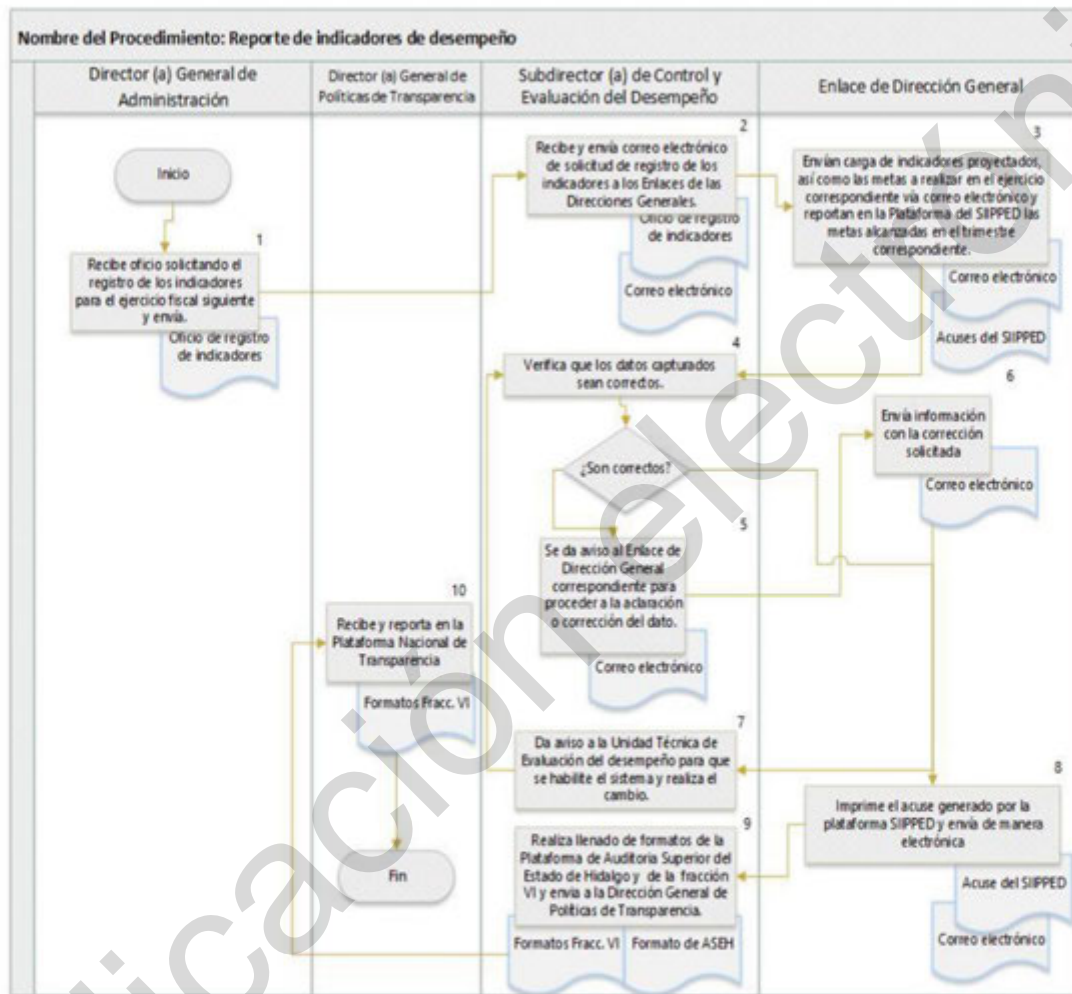 Nombre del Procedimiento: Reporte de indicadores de desempeño
Director (a) General de
Administración
Director (a) General de
Políticas de Transparencia
Subdirector (a) de Control y
Evaluación del Desempeño
Enlace de Dirección General
Inicio
1
Recibe oficio solicitando el
registro de los indicadores
para el ejercicio fiscal siguiente
y envía.
Oficio de registro
de indicadores
2
Recibe y envía correo electrónico
de solicitud de registro de los
indicadores a los Enlaces de las
Direcciones Generales.
Oficio de registro
de indicadores
Correo electrónico
3
Envían carga de indicadores proyectados,
así como las metas a realizar en el ejercicio
correspondiente vía correo electrónico y
reportan en la Plataforma del SIIPPED las
metas alcanzadas en el trimestre
correspondiente.
Correo electrónico
Acuses del SIIPPED
4
Verifica que los datos capturados
sean correctos.
¿Son correctos?
5
Se da aviso al Enlace de
Dirección General
correspondiente para
proceder a la aclaración
o corrección del dato.
Correo electrónico
6
Envía información
con la corrección
solicitada
Correo electrónico
7
Da aviso a la Unidad Técnica de
Evaluación del desempeño para que
se habilite el sistema y realiza el
cambio.
8
Imprime el acuse generado por la
plataforma SIIPPED y envía de manera
electrónica
Acuse del SIIPPED
Correo electrónico
9
Realiza llenado de formatos de la
Plataforma de Auditoria Superior del
Estado de Hidalgo y de la fracción
VI y envía a la Dirección General de
Políticas de Transparencia.
Formatos Fracc. VI
Formato de ASEH
10
Recibe y reporta en la
Plataforma Nacional de
Transparencia
Formatos Fracc. VI
Fin
licación electróni